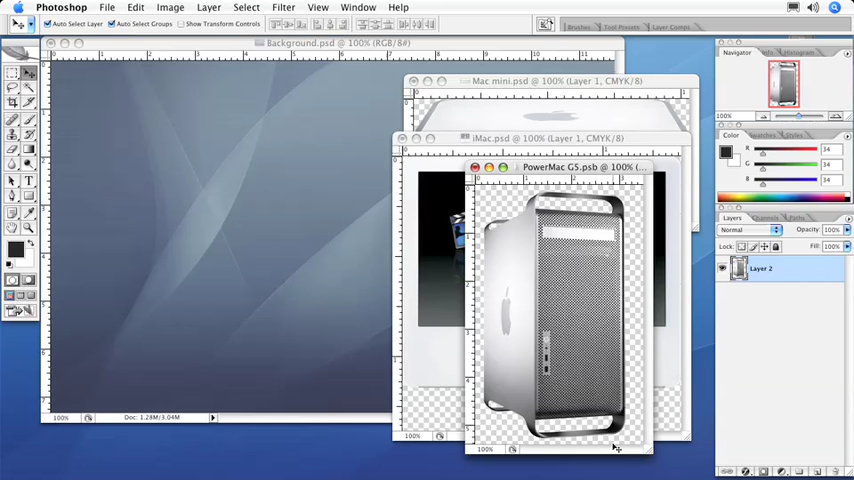 Photoshop File Edit Image Layer Select Filter View Window Help
Auto Select Layer Auto Select Groups Show Transform Controls
Brushes Tool Presets Layer Comps
Background.psd @ 100% (RGB/8#)
Mac mini.psd @ 100% (Layer 1, CMYK/8)
iMac.psd @ 100% (Layer 1, CMYK/8)
PowerMac G5.psb @ 100% (...
Navigator Info Histogram
100%
Color Swatches Styles
R 34
G 34
B 34
Layers Channels Paths
Normal Opacity: 100%
Lock: Fill: 100%
Layer 2
100% Doc: 1.28M/3.04M
100%
100%